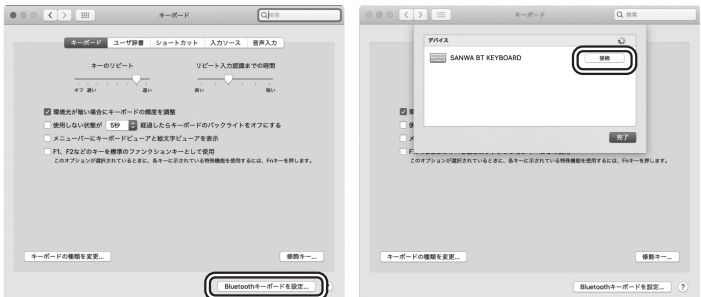 キーボード
検索
キーボード ユーザ辞書 ショートカット 入力ソース 音声入力
キーのリピート
リピート入力認識までの時間
オフ 遅い 速い
長い 短い
環境光が暗い場合にキーボードの輝度を調整
使用しない状態が 5秒 経過したらキーボードのバックライトをオフにする
メニューバーにキーボードビューアと絵文字ビューアを表示
F1、F2などのキーを標準のファンクションキーとして使用
このオプションが選択されているときに、各キーに示されている特殊機能を使用するには、Fnキーを押します。
キーボードの種類を変更...
修飾キー...
Bluetoothキーボードを設定...
?
キーボード
検索
デバイス
SANWA BT KEYBOARD
接続
完了
このオプションが選択されているときに、各キーに示されている特殊機能を使用するには、Fnキーを押します。
キーボードの種類を変更...
修飾キー...
Bluetoothキーボードを設定...
?